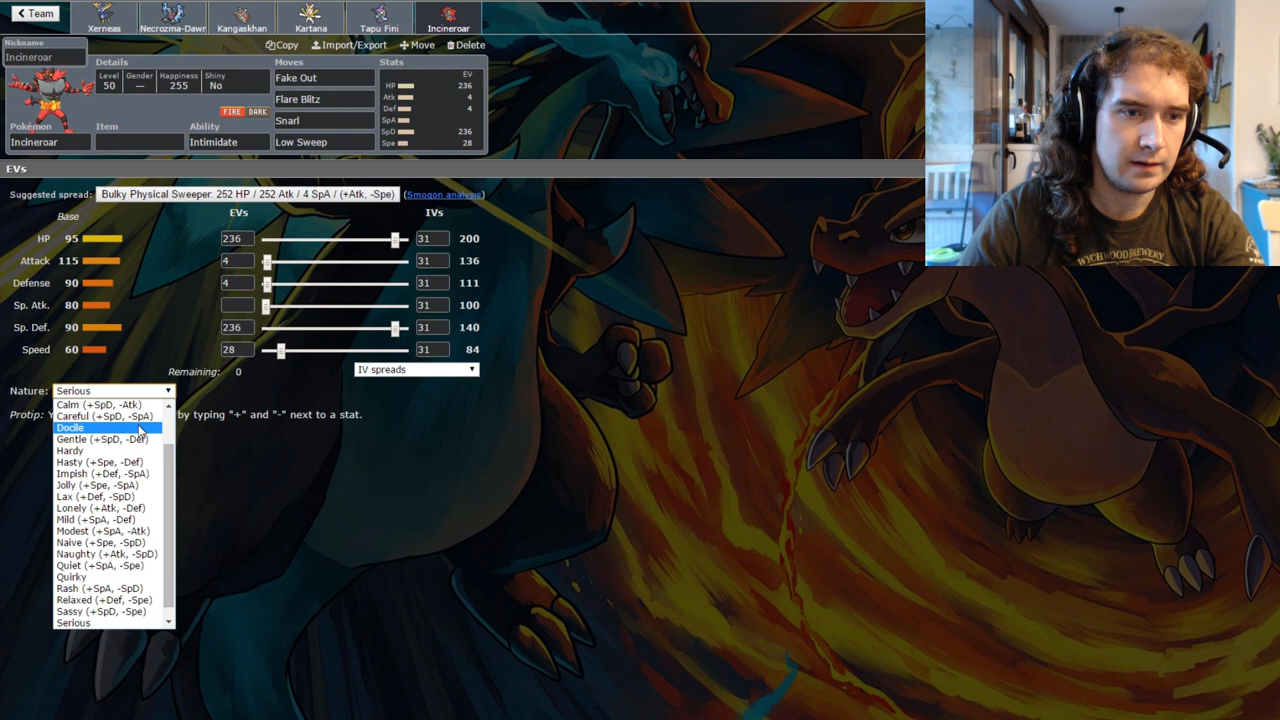 Team
Xerneas Necrozma-Dawn Kangaskhan Kartana Tapu Fini Incineroar
Nickname
Incineroar
Copy Import/Export Move Delete
Details Moves Stats
Level Gender Happiness Shiny
50 — 255 No
Fake Out
Flare Blitz
Snarl
Low Sweep
FIRE DARK
EV
HP 236
Atk 4
Def 4
SpA
SpD 236
Spe 28
Pokémon Item Ability
Incineroar Intimidate
EVs
Suggested spread: Bulky Physical Sweeper: 252 HP / 252 Atk / 4 SpA / (+Atk, -Spe) (Smogon analysis)
Base EVs IVs
HP 95 236 31 200
Attack 115 4 31 136
Defense 90 4 31 111
Sp. Atk. 80 31 100
Sp. Def. 90 236 31 140
Speed 60 28 31 84
Remaining: 0 IV spreads
Nature: Serious
Protip: Y by typing "+" and "-" next to a stat.
Calm (+SpD, -Atk)
Careful (+SpD, -SpA)
Docile
Gentle (+SpD, -Def)
Hardy
Hasty (+Spe, -Def)
Impish (+Def, -SpA)
Jolly (+Spe, -SpA)
Lax (+Def, -SpD)
Lonely (+Atk, -Def)
Mild (+SpA, -Def)
Modest (+SpA, -Atk)
Naive (+Spe, -SpD)
Naughty (+Atk, -SpD)
Quiet (+SpA, -Spe)
Quirky
Rash (+SpA, -SpD)
Relaxed (+Def, -Spe)
Sassy (+SpD, -Spe)
Serious
WYCHWOOD BREWERY